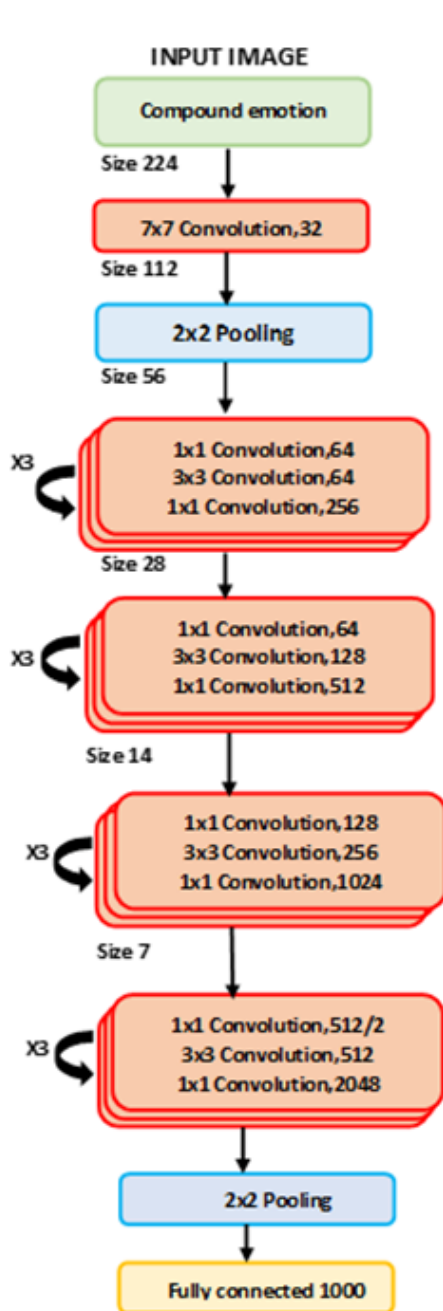 INPUT IMAGE
Compound emotion
Size 224
7x7 Convolution,32
Size 112
2x2 Pooling
Size 56
X3
1x1 Convolution,64
3x3 Convolution,64
1x1 Convolution,256
Size 28
X3
1x1 Convolution,64
3x3 Convolution,128
1x1 Convolution,512
Size 14
X3
1x1 Convolution,128
3x3 Convolution,256
1x1 Convolution,1024
Size 7
X3
1x1 Convolution,512/2
3x3 Convolution,512
1x1 Convolution,2048
2x2 Pooling
Fully connected 1000